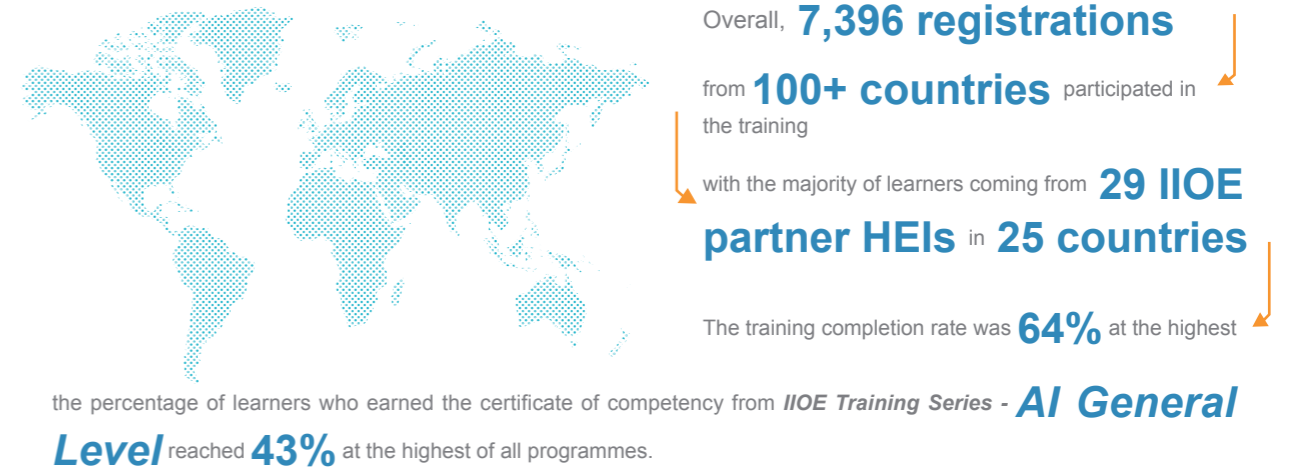 Overall, 7,396 registrations
from 100+ countries participated in
the training
with the majority of learners coming from 29 IIOE
partner HEIs in 25 countries
The training completion rate was 64% at the highest
the percentage of learners who earned the certificate of competency from IIOE Training Series - AI General
Level reached 43% at the highest of all programmes.